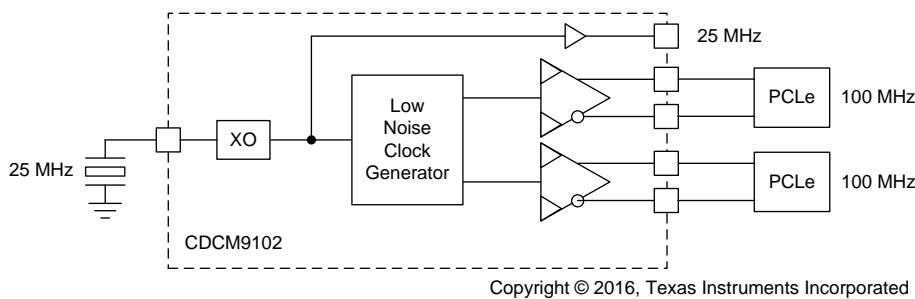 25 MHz
XO
Low
Noise
Clock
Generator
25 MHz
PCLe
100 MHz
PCLe
100 MHz
CDCM9102
Copyright © 2016, Texas Instruments Incorporated